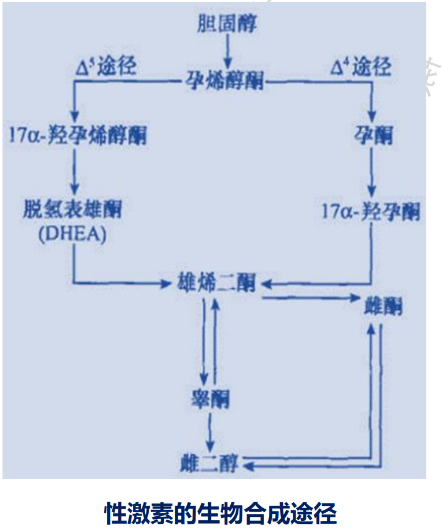 胆固醇
Δ⁵途径
Δ⁴途径
孕烯醇酮
17α-羟孕烯醇酮
孕酮
脱氢表雄酮
(DHEA)
17α-羟孕酮
雄烯二酮
雌酮
睾酮
雌二醇
性激素的生物合成途径